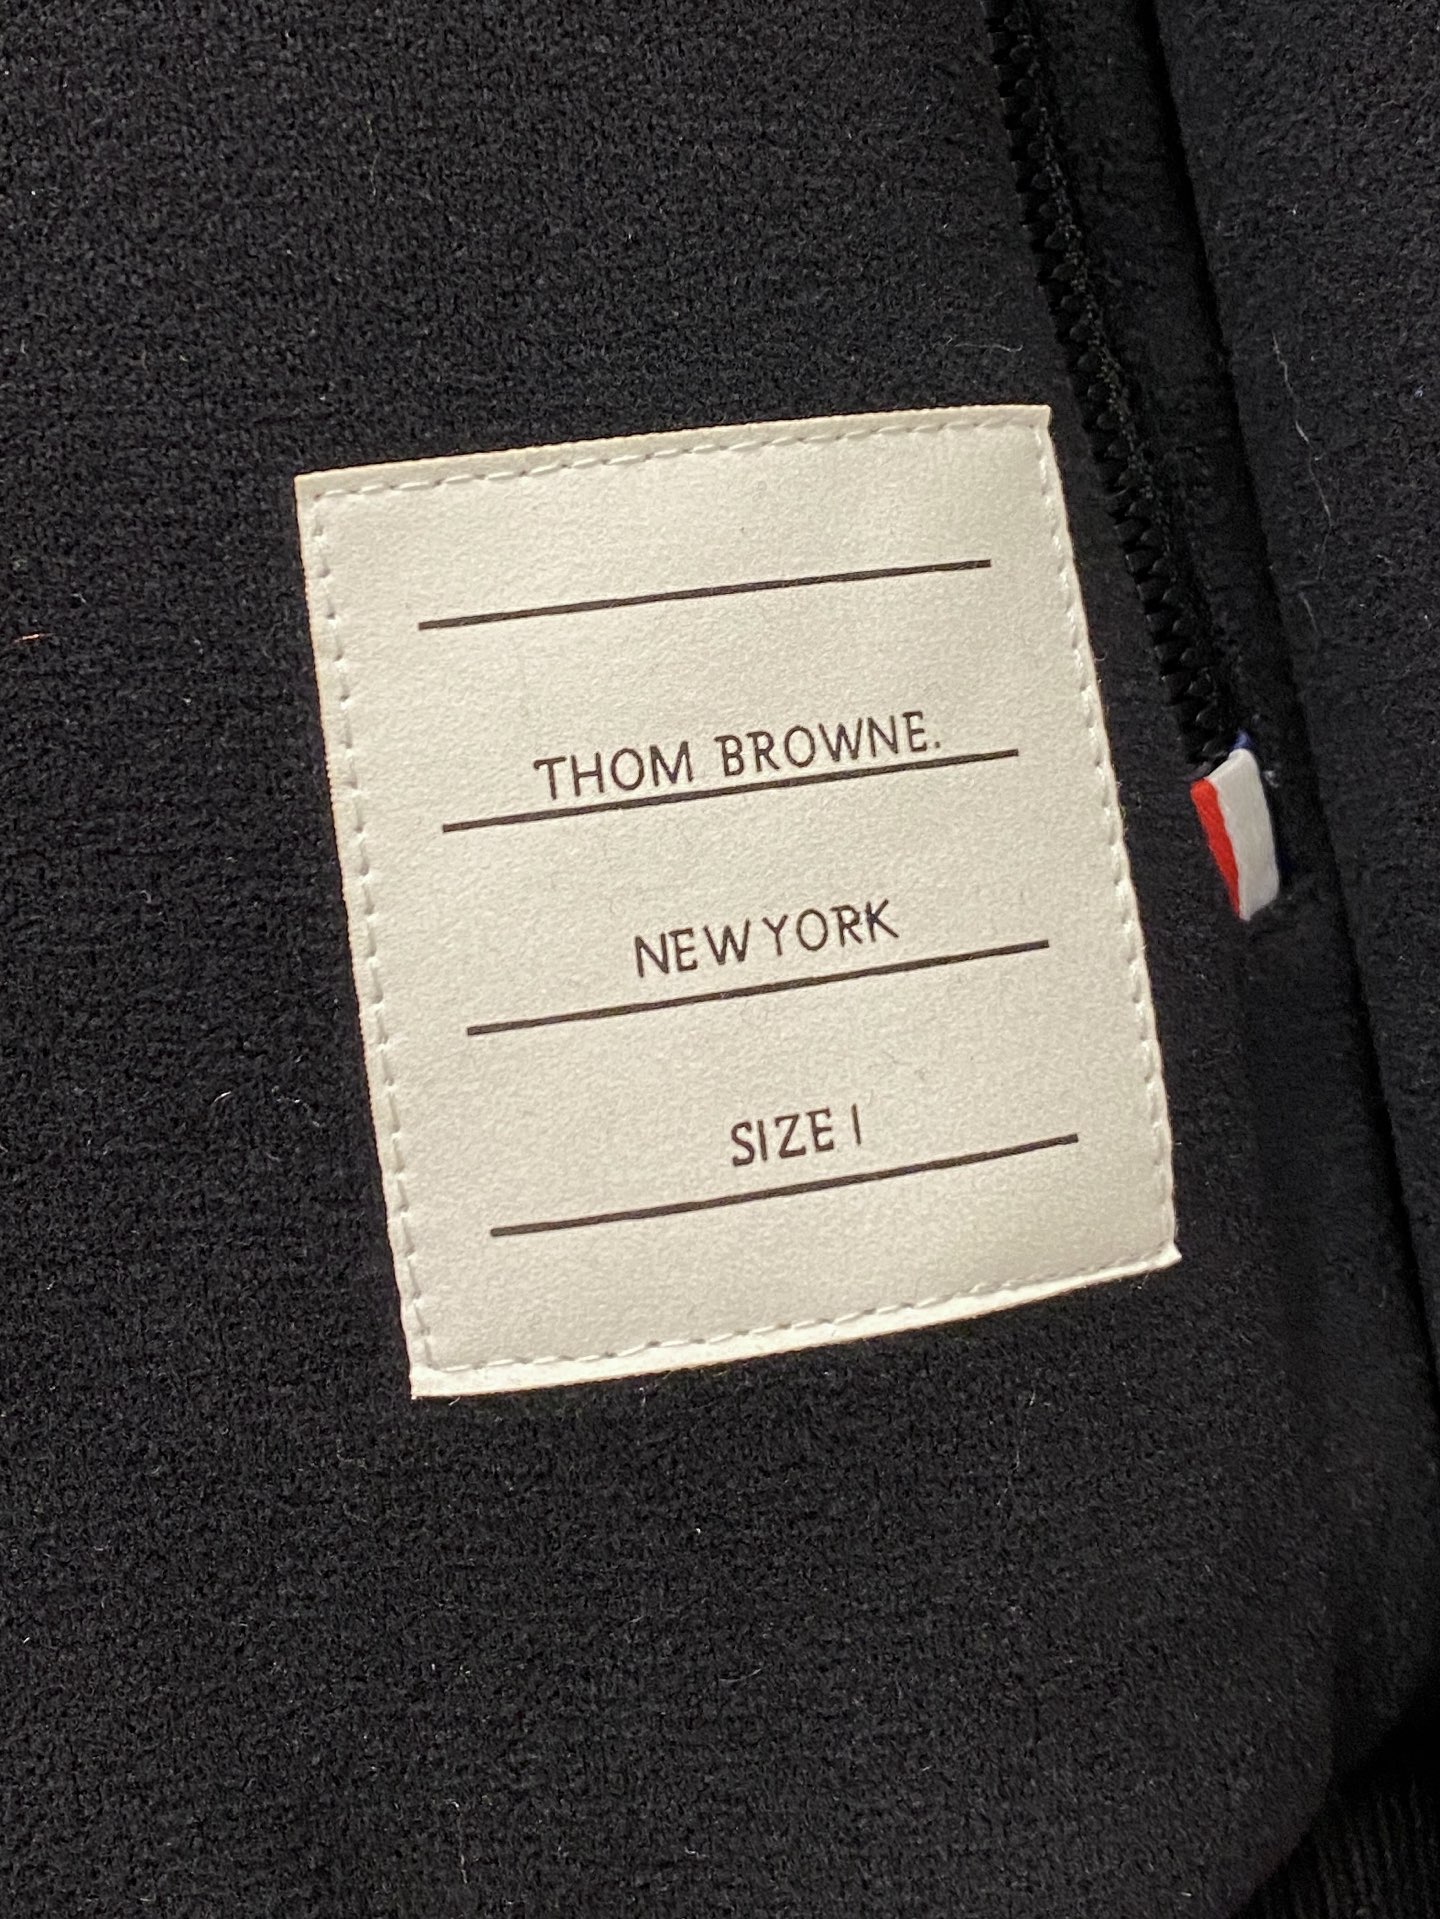 THOM BROWNE.
NEW YORK
SIZE 1